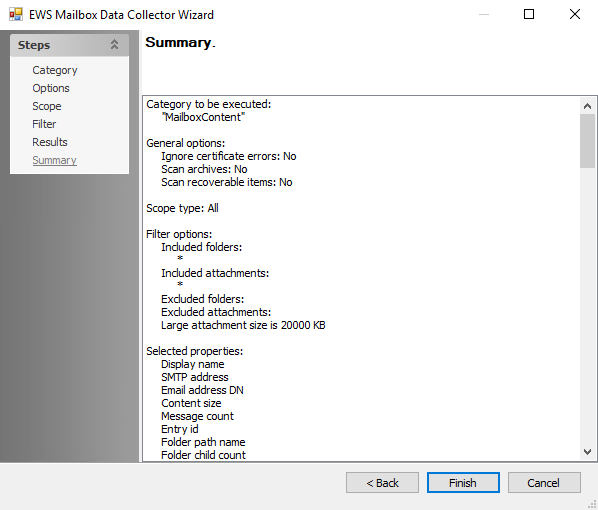 EWS Mailbox Data Collector Wizard
Steps
Category
Options
Scope
Filter
Results
Summary
Summary.
Category to be executed:
"MailboxContent"
General options:
Ignore certificate errors: No
Scan archives: No
Scan recoverable items: No
Scope type: All
Filter options:
Included folders:
*
Included attachments:
*
Excluded folders:
Excluded attachments:
Large attachment size is 20000 KB
Selected properties:
Display name
SMTP address
Email address DN
Content size
Message count
Entry id
Folder path name
Folder child count
< Back
Finish
Cancel